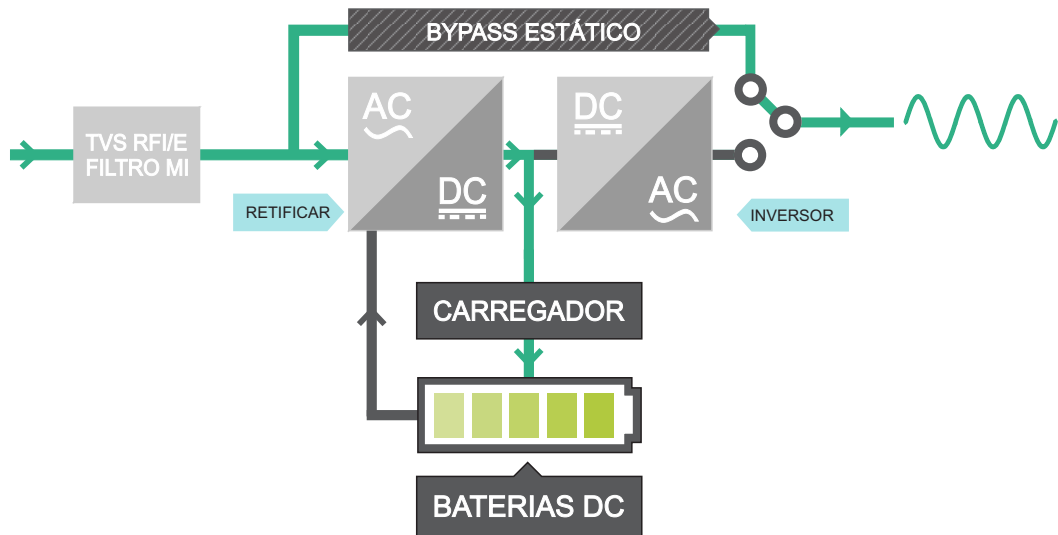 BYPASS ESTÁTICO
AC
DC
DC
AC
TVS RFI/E
FILTRO MI
RETIFICAR
INVERSOR
CARREGADOR
BATERIAS DC